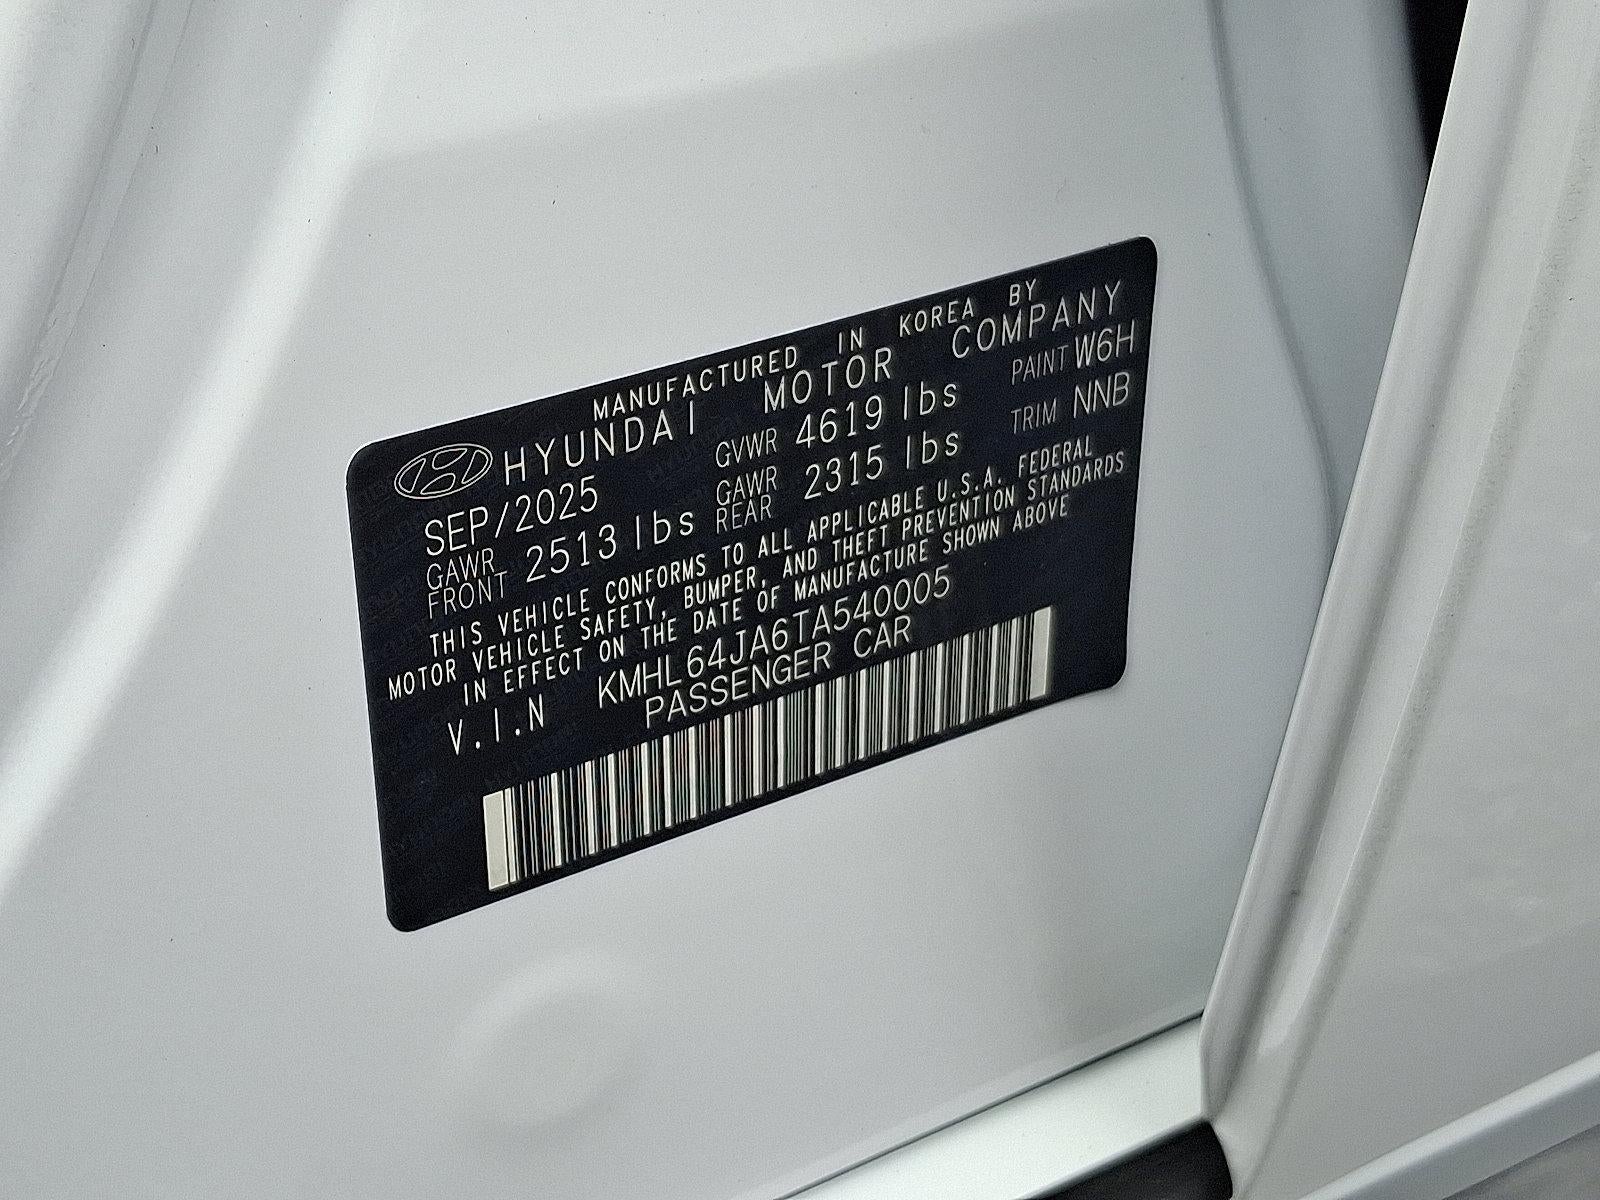 MANUFACTURED IN KOREA BY
HYUNDAI MOTOR COMPANY
SEP/2025 GVWR 4619 lbs PAINT W6H
GAWR FRONT 2513 lbs GAWR REAR 2315 lbs TRIM NNB
THIS VEHICLE CONFORMS TO ALL APPLICABLE U.S.A. FEDERAL
MOTOR VEHICLE SAFETY, BUMPER, AND THEFT PREVENTION STANDARDS
IN EFFECT ON THE DATE OF MANUFACTURE SHOWN ABOVE
V.I.N KMHL64JA6TA540005
PASSENGER CAR